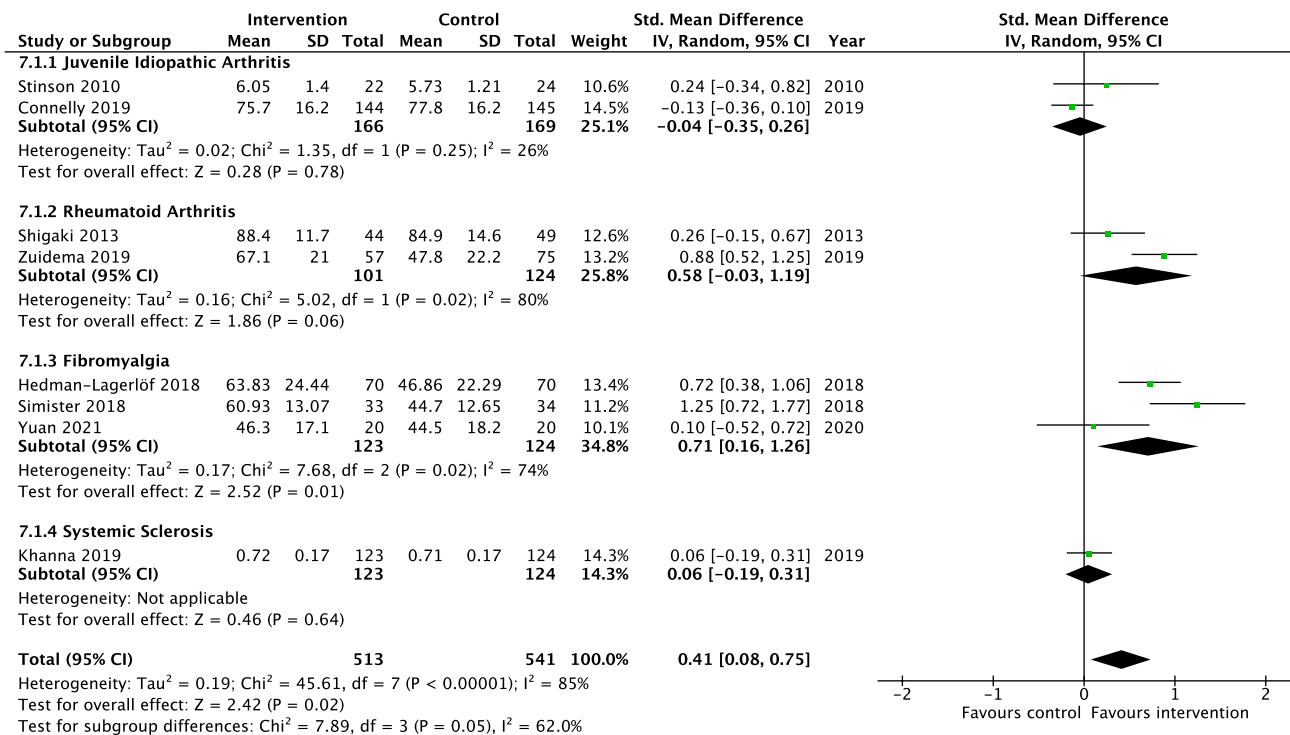 Intervention Control Std. Mean Difference Std. Mean Difference
Study or Subgroup Mean SD Total Mean SD Total Weight IV, Random, 95% CI Year IV, Random, 95% CI
7.1.1 Juvenile Idiopathic Arthritis
Stinson 2010 6.05 1.4 22 5.73 1.21 24 10.6% 0.24 [−0.34, 0.82] 2010
Connelly 2019 75.7 16.2 144 77.8 16.2 145 14.5% −0.13 [−0.36, 0.10] 2019
Subtotal (95% CI) 166 169 25.1% −0.04 [−0.35, 0.26]
Heterogeneity: Tau² = 0.02; Chi² = 1.35, df = 1 (P = 0.25); I² = 26%
Test for overall effect: Z = 0.28 (P = 0.78)
7.1.2 Rheumatoid Arthritis
Shigaki 2013 88.4 11.7 44 84.9 14.6 49 12.6% 0.26 [−0.15, 0.67] 2013
Zuidema 2019 67.1 21 57 47.8 22.2 75 13.2% 0.88 [0.52, 1.25] 2019
Subtotal (95% CI) 101 124 25.8% 0.58 [−0.03, 1.19]
Heterogeneity: Tau² = 0.16; Chi² = 5.02, df = 1 (P = 0.02); I² = 80%
Test for overall effect: Z = 1.86 (P = 0.06)
7.1.3 Fibromyalgia
Hedman−Lagerlöf 2018 63.83 24.44 70 46.86 22.29 70 13.4% 0.72 [0.38, 1.06] 2018
Simister 2018 60.93 13.07 33 44.7 12.65 34 11.2% 1.25 [0.72, 1.77] 2018
Yuan 2021 46.3 17.1 20 44.5 18.2 20 10.1% 0.10 [−0.52, 0.72] 2020
Subtotal (95% CI) 123 124 34.8% 0.71 [0.16, 1.26]
Heterogeneity: Tau² = 0.17; Chi² = 7.68, df = 2 (P = 0.02); I² = 74%
Test for overall effect: Z = 2.52 (P = 0.01)
7.1.4 Systemic Sclerosis
Khanna 2019 0.72 0.17 123 0.71 0.17 124 14.3% 0.06 [−0.19, 0.31] 2019
Subtotal (95% CI) 123 124 14.3% 0.06 [−0.19, 0.31]
Heterogeneity: Not applicable
Test for overall effect: Z = 0.46 (P = 0.64)
Total (95% CI) 513 541 100.0% 0.41 [0.08, 0.75]
Heterogeneity: Tau² = 0.19; Chi² = 45.61, df = 7 (P < 0.00001); I² = 85%
Test for overall effect: Z = 2.42 (P = 0.02)
Test for subgroup differences: Chi² = 7.89, df = 3 (P = 0.05), I² = 62.0%
−2 −1 0 1 2
Favours control Favours intervention